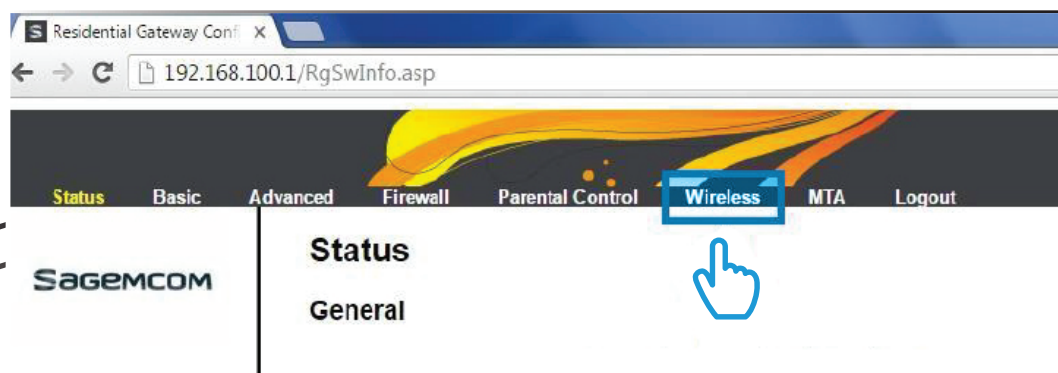 Residential Gateway Conf
192.168.100.1/RgSwInfo.asp
Status Basic Advanced Firewall Parental Control Wireless MTA Logout
SAGEMCOM
Status
General